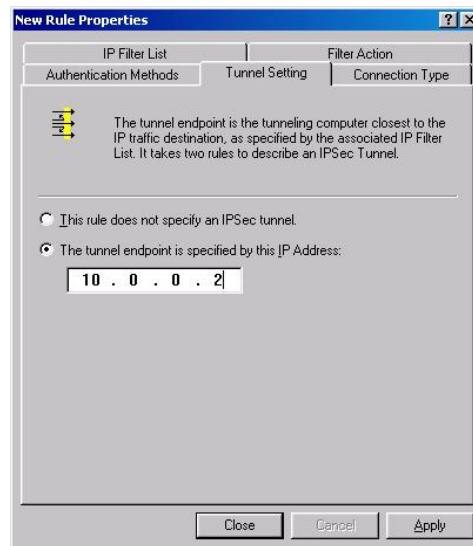 New Rule Properties
IP Filter List
Filter Action
Authentication Methods
Tunnel Setting
Connection Type
The tunnel endpoint is the tunneling computer closest to the
IP traffic destination, as specified by the associated IP Filter
List. It takes two rules to describe an IPSec Tunnel.
This rule does not specify an IPSec tunnel.
The tunnel endpoint is specified by this IP Address:
10 . 0 . 0 . 2
Close
Cancel
Apply